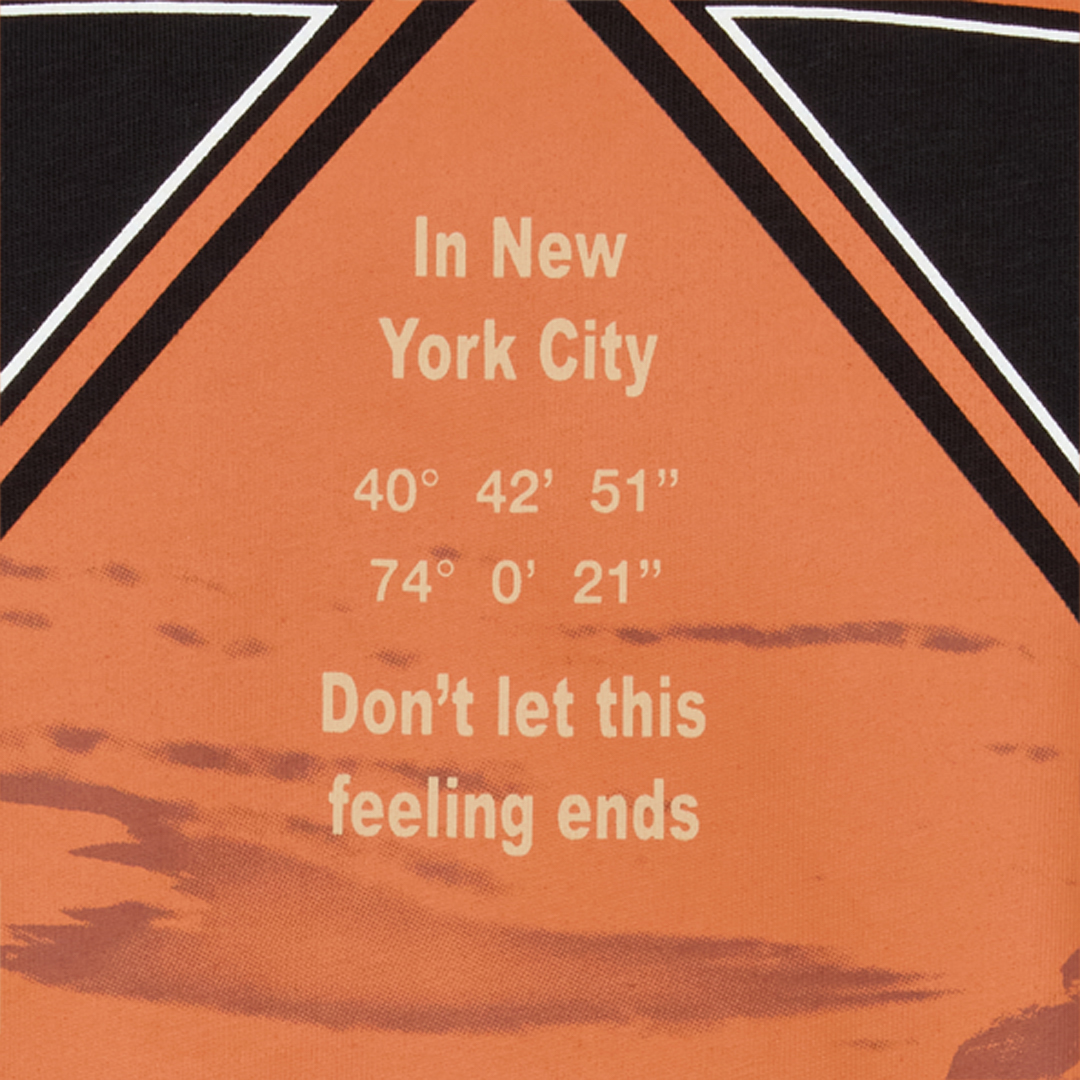 In New
York City
40° 42’ 51”
74° 0’ 21”
Don’t let this
feeling ends